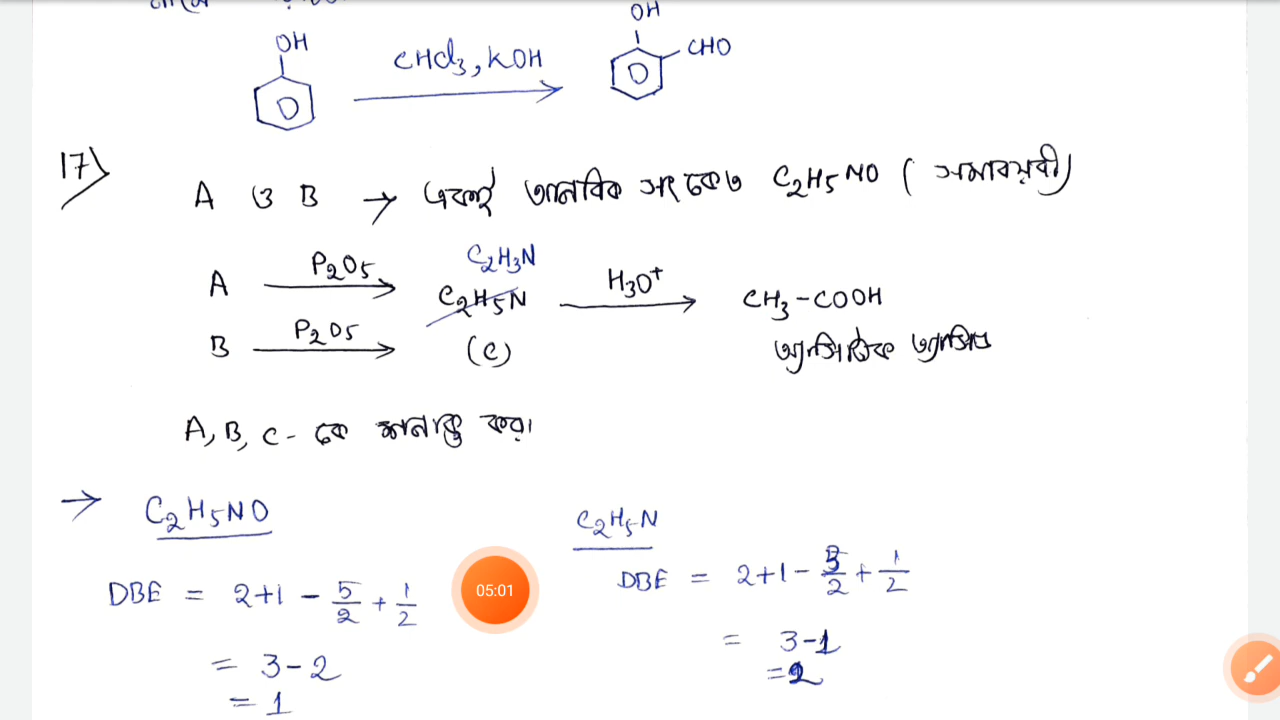 OH
OH
CHO
CHCl₃, KOH
17)
A ও B → একই আনবিক সংকেত C₂H₅NO (সমাবয়বী)
A P₂O₅ → C₂H₃N
C₂H₅N H₃O⁺ → CH₃-COOH
B P₂O₅ → (C) অ্যাসিটিক অ্যাসিড
A, B, C- কে শনাক্ত কর।
→ C₂H₅NO
C₂H₅N
DBE = 2+1 - 5/2 + 1/2
DBE = 2+1 - 3/2 + 1/2
= 3-2
= 3-1
= 1
=2
05:01